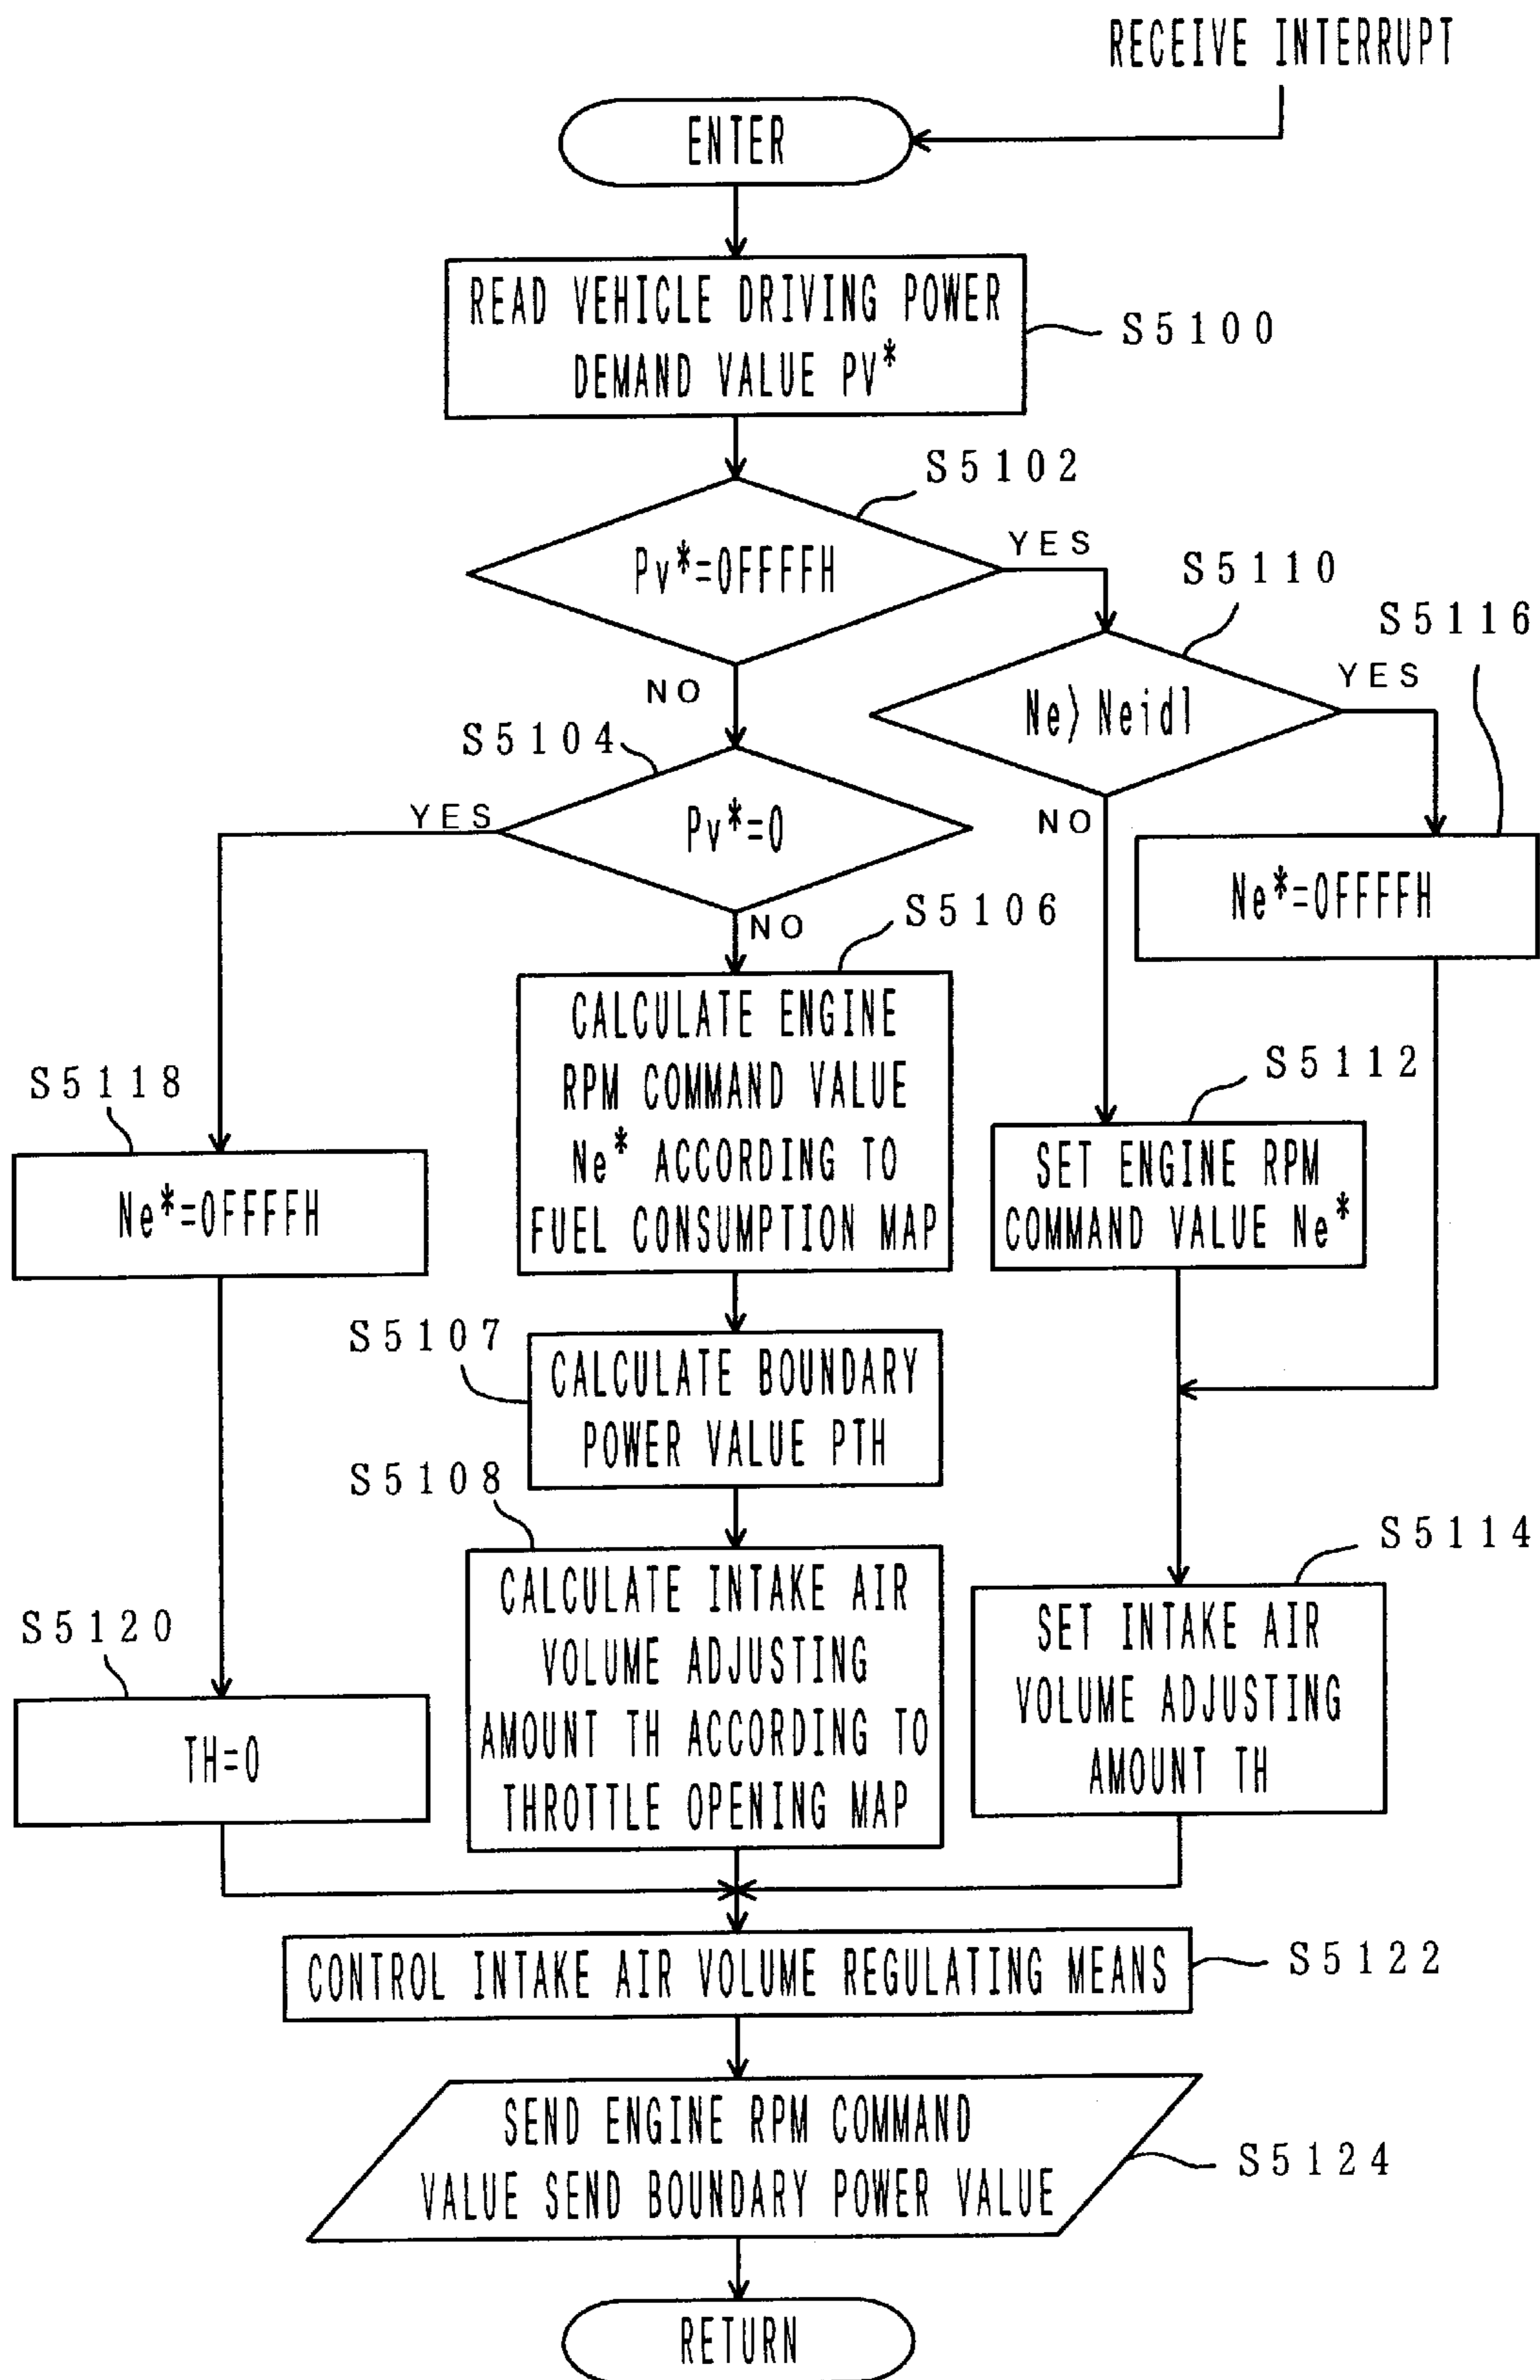 RECEIVE INTERRUPT
ENTER
READ VEHICLE DRIVING POWER
DEMAND VALUE PV*
S5100
S5102
Pv*=0FFFFH
YES
NO
S5110
Ne>Neidl
YES
NO
S5116
Ne*=0FFFFH
S5104
Pv*=0
YES
NO
S5106
CALCULATE ENGINE
RPM COMMAND VALUE
Ne* ACCORDING TO
FUEL CONSUMPTION MAP
S5118
Ne*=0FFFFH
S5112
SET ENGINE RPM
COMMAND VALUE Ne*
S5107
CALCULATE BOUNDARY
POWER VALUE PTH
S5108
CALCULATE INTAKE AIR
VOLUME ADJUSTING
AMOUNT TH ACCORDING TO
THROTTLE OPENING MAP
S5114
SET INTAKE AIR
VOLUME ADJUSTING
AMOUNT TH
S5120
TH=0
CONTROL INTAKE AIR VOLUME REGULATING MEANS
S5122
SEND ENGINE RPM COMMAND
VALUE SEND BOUNDARY POWER VALUE
S5124
RETURN